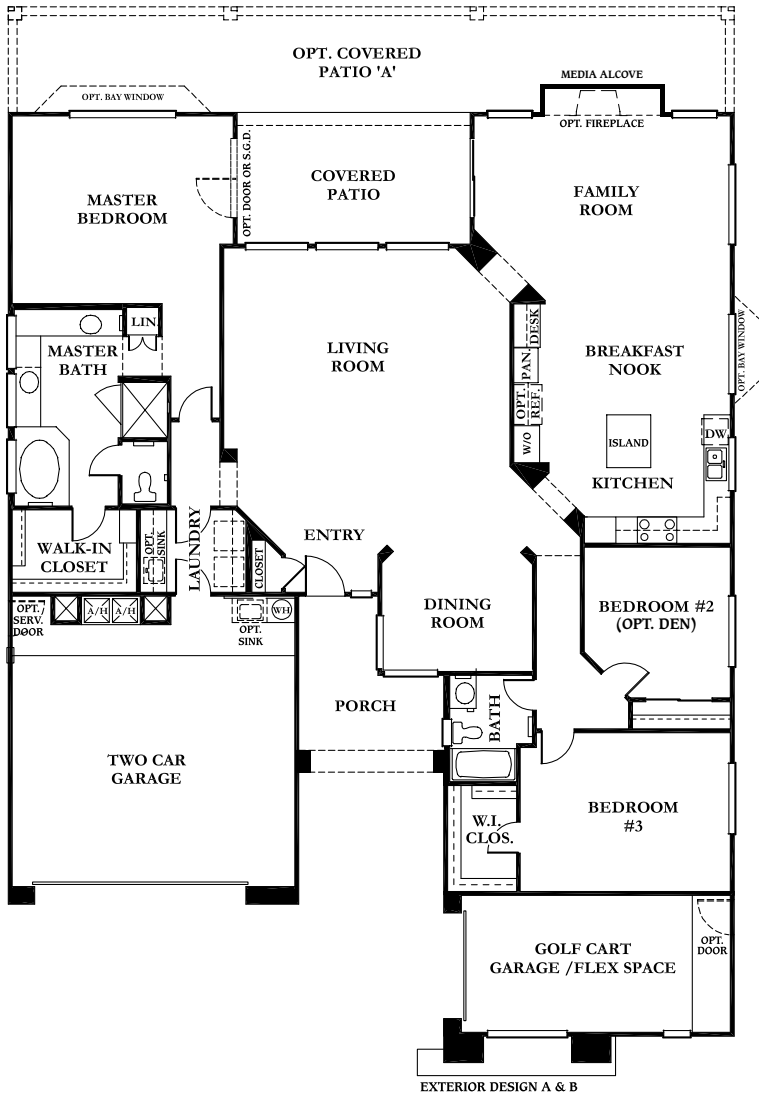 OPT. COVERED
PATIO 'A'
MEDIA ALCOVE
OPT. BAY WINDOW
OPT. FIREPLACE
OPT. DOOR OR S.G.D.
COVERED
PATIO
MASTER
BEDROOM
FAMILY
ROOM
LIN.
MASTER
BATH
LIVING
ROOM
DESK
PAN.
OPT.
REF.
W/O
BREAKFAST
NOOK
OPT. BAY WINDOW
ISLAND
DW
KITCHEN
WALK-IN
CLOSET
OPT.
SINK
LAUNDRY
CLOSET
ENTRY
DINING
ROOM
BEDROOM #2
(OPT. DEN)
OPT./
SERV.
DOOR
A/H
A/H
OPT.
SINK
WH
PORCH
BATH
TWO CAR
GARAGE
W.I.
CLOS.
BEDROOM
#3
GOLF CART
GARAGE /FLEX SPACE
OPT.
DOOR
EXTERIOR DESIGN A & B